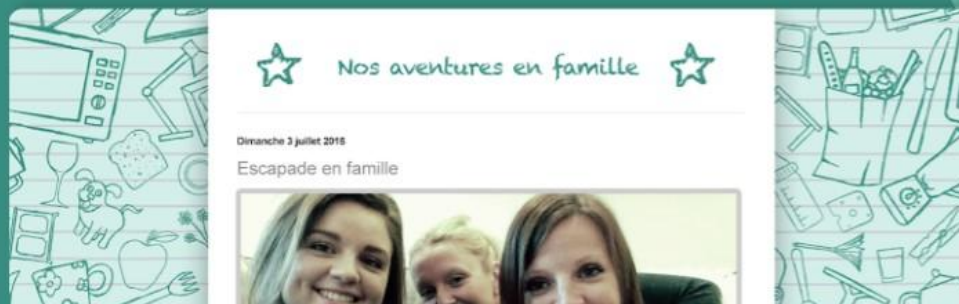 Nos aventures en famille
Dimanche 3 juillet 2016
Escapade en famille